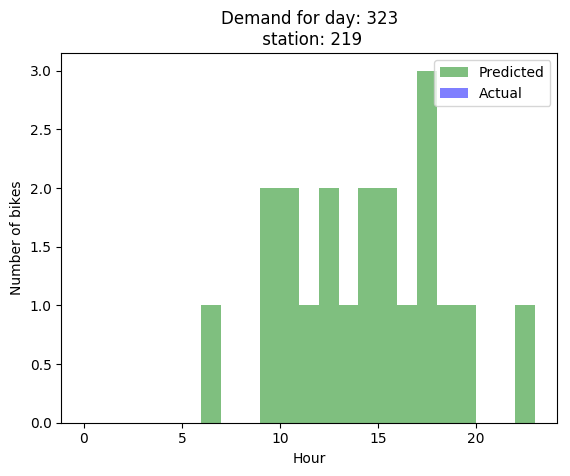 Demand for day: 323
station: 219
Predicted
Actual
Number of bikes
3.0
2.5
2.0
1.5
1.0
0.5
0.0
0 5 10 15 20
Hour